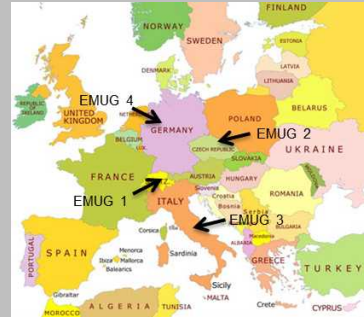 FINLAND
NORWAY
SWEDEN
ESTONIA
LATVIA
LITHUANIA
DENMARK
REPUBLIC
OF
IRELAND
UNITED
KINGDOM
EMUG 4
GERMANY
POLAND
BELARUS
BELGIUM
EMUG 2
CZECH REPUBLIC
UKRAINE
SLOVAKIA
FRANCE
AUSTRIA
HUNGARY
EMUG 1
ITALY
Slovenia
Croatia
Bosnia
ROMANIA
Serbia
EMUG 3
BULGARIA
Macedonia
ALBANIA
PORTUGAL
SPAIN
Corsica
Menorca
Ibiza
Mallorca
Balearics
Sardinia
GREECE
TURKEY
Gibraltar
Sicily
MALTA
Crete
CYPRUS
MOROCCO
ALGERIA
TUNISIA